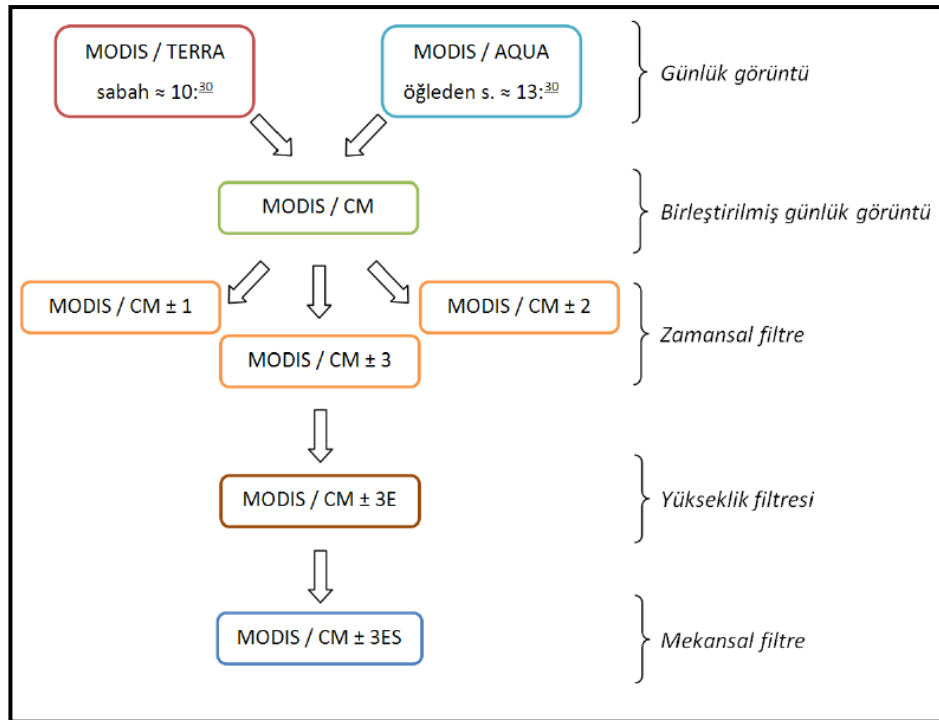 MODIS / TERRA
sabah ≈ 10:30
MODIS / AQUA
öğleden s. ≈ 13:30
Günlük görüntü
MODIS / CM
Birleştirilmiş günlük görüntü
MODIS / CM ± 1
MODIS / CM ± 2
MODIS / CM ± 3
Zamansal filtre
MODIS / CM ± 3E
Yükseklik filtresi
MODIS / CM ± 3ES
Mekansal filtre